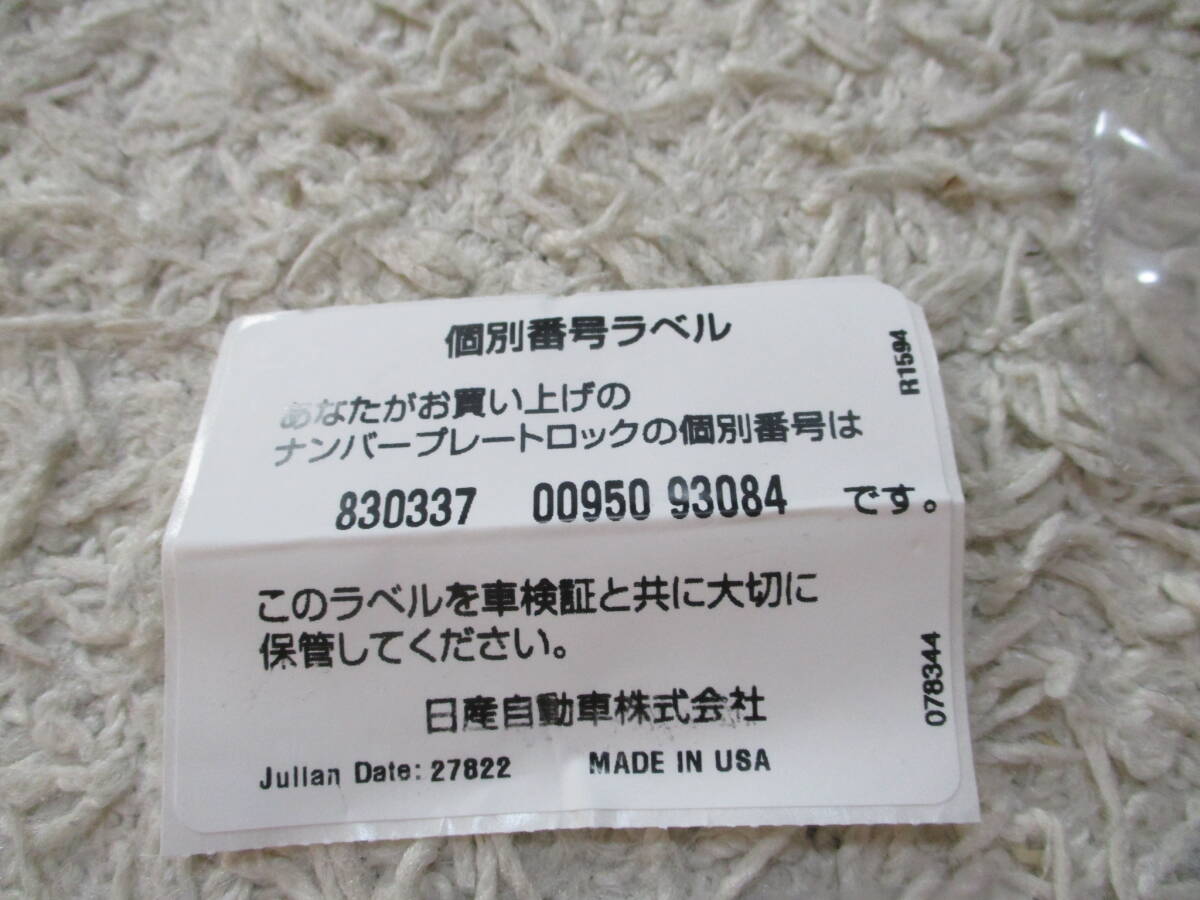 個別番号ラベル
あなたがお買い上げの
ナンバープレートロックの個別番号は
830337 00950 93084 です。
このラベルを車検証と共に大切に
保管してください。
日産自動車株式会社
Julian Date: 27822 MADE IN USA
R1594
078344